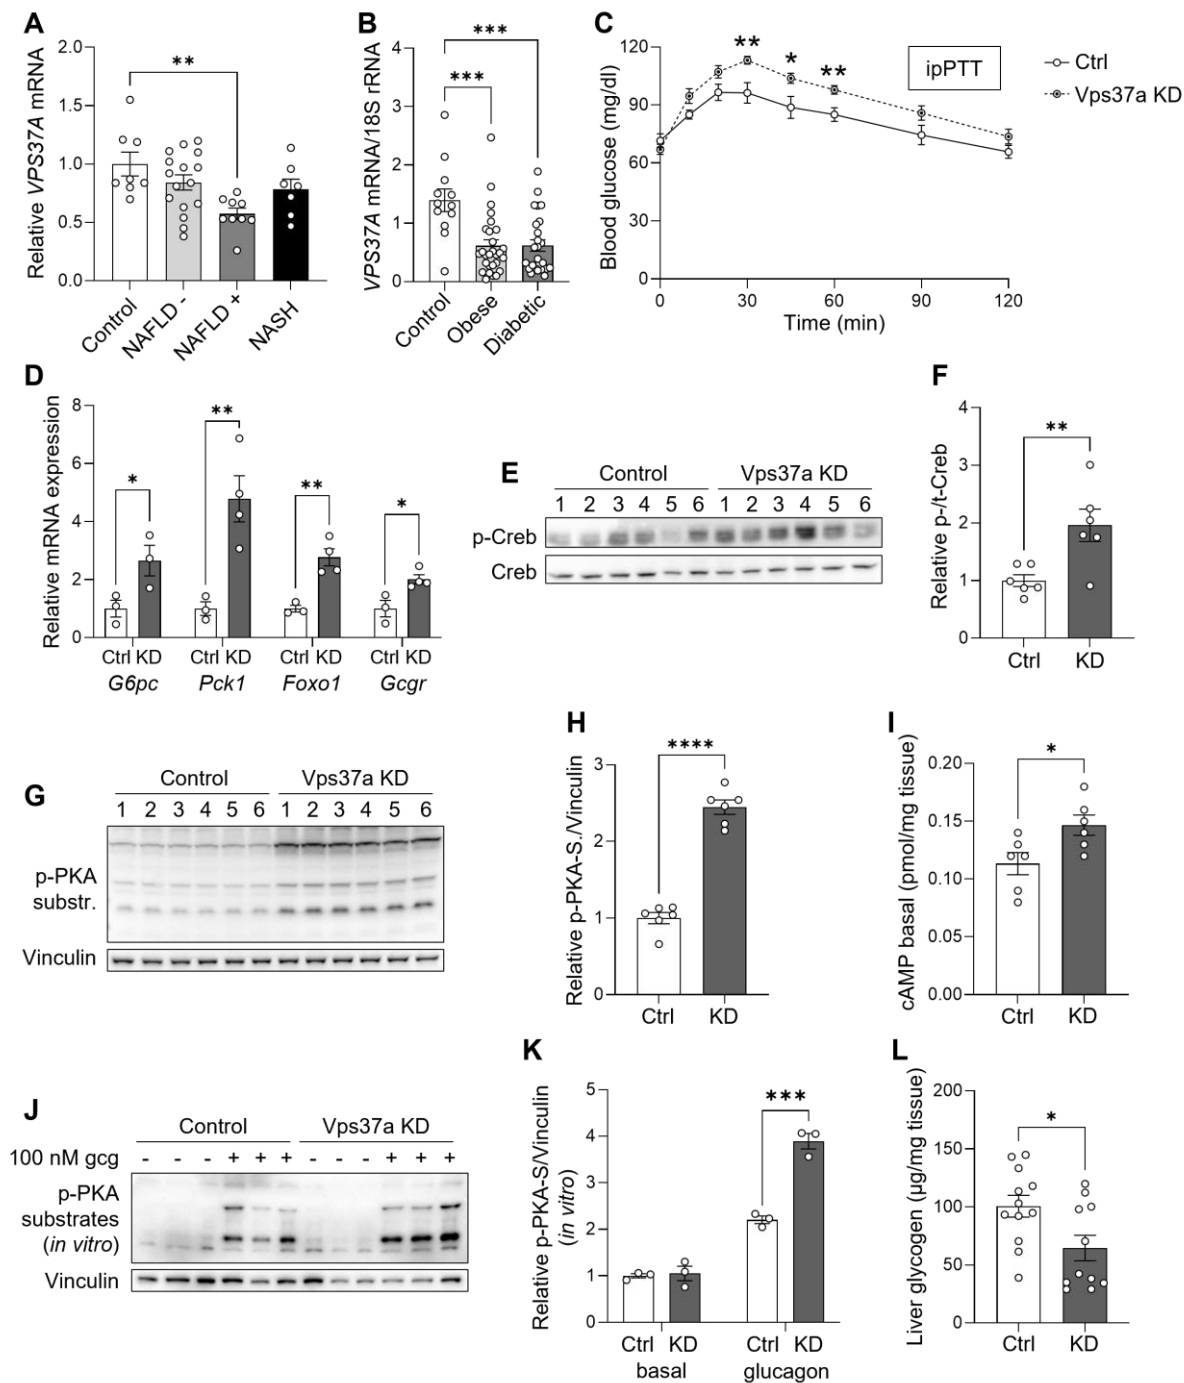 A
Relative VPS37A mRNA
2.0
1.5
1.0
0.5
0.0
**
Control
NAFLD -
NAFLD +
NASH
B
VPS37A mRNA/18S rRNA
4
3
2
1
0
***
***
Control
Obese
Diabetic
C
Blood glucose (mg/dl)
120
90
60
30
0
** * **
ipPTT
Ctrl
Vps37a KD
0 30 60 90 120
Time (min)
D
Relative mRNA expression
8
6
4
2
0
* ** ** *
Ctrl KD Ctrl KD Ctrl KD Ctrl KD
G6pc Pck1 Foxo1 Gcgr
E
Control Vps37a KD
1 2 3 4 5 6 1 2 3 4 5 6
p-Creb
Creb
F
Relative p-/t-Creb
4
3
2
1
0
**
Ctrl KD
G
Control Vps37a KD
1 2 3 4 5 6 1 2 3 4 5 6
p-PKA
substr.
Vinculin
H
Relative p-PKA-S./Vinculin
3
2
1
0
****
Ctrl KD
I
cAMP basal (pmol/mg tissue)
0.20
0.15
0.10
0.05
0.00
*
Ctrl KD
J
Control Vps37a KD
100 nM gcg - - - + + + - - - + + +
p-PKA
substrates
(in vitro)
Vinculin
K
Relative p-PKA-S/Vinculin
(in vitro)
5
4
3
2
1
0
***
Ctrl KD Ctrl KD
basal glucagon
L
Liver glycogen (µg/mg tissue)
200
150
100
50
0
*
Ctrl KD